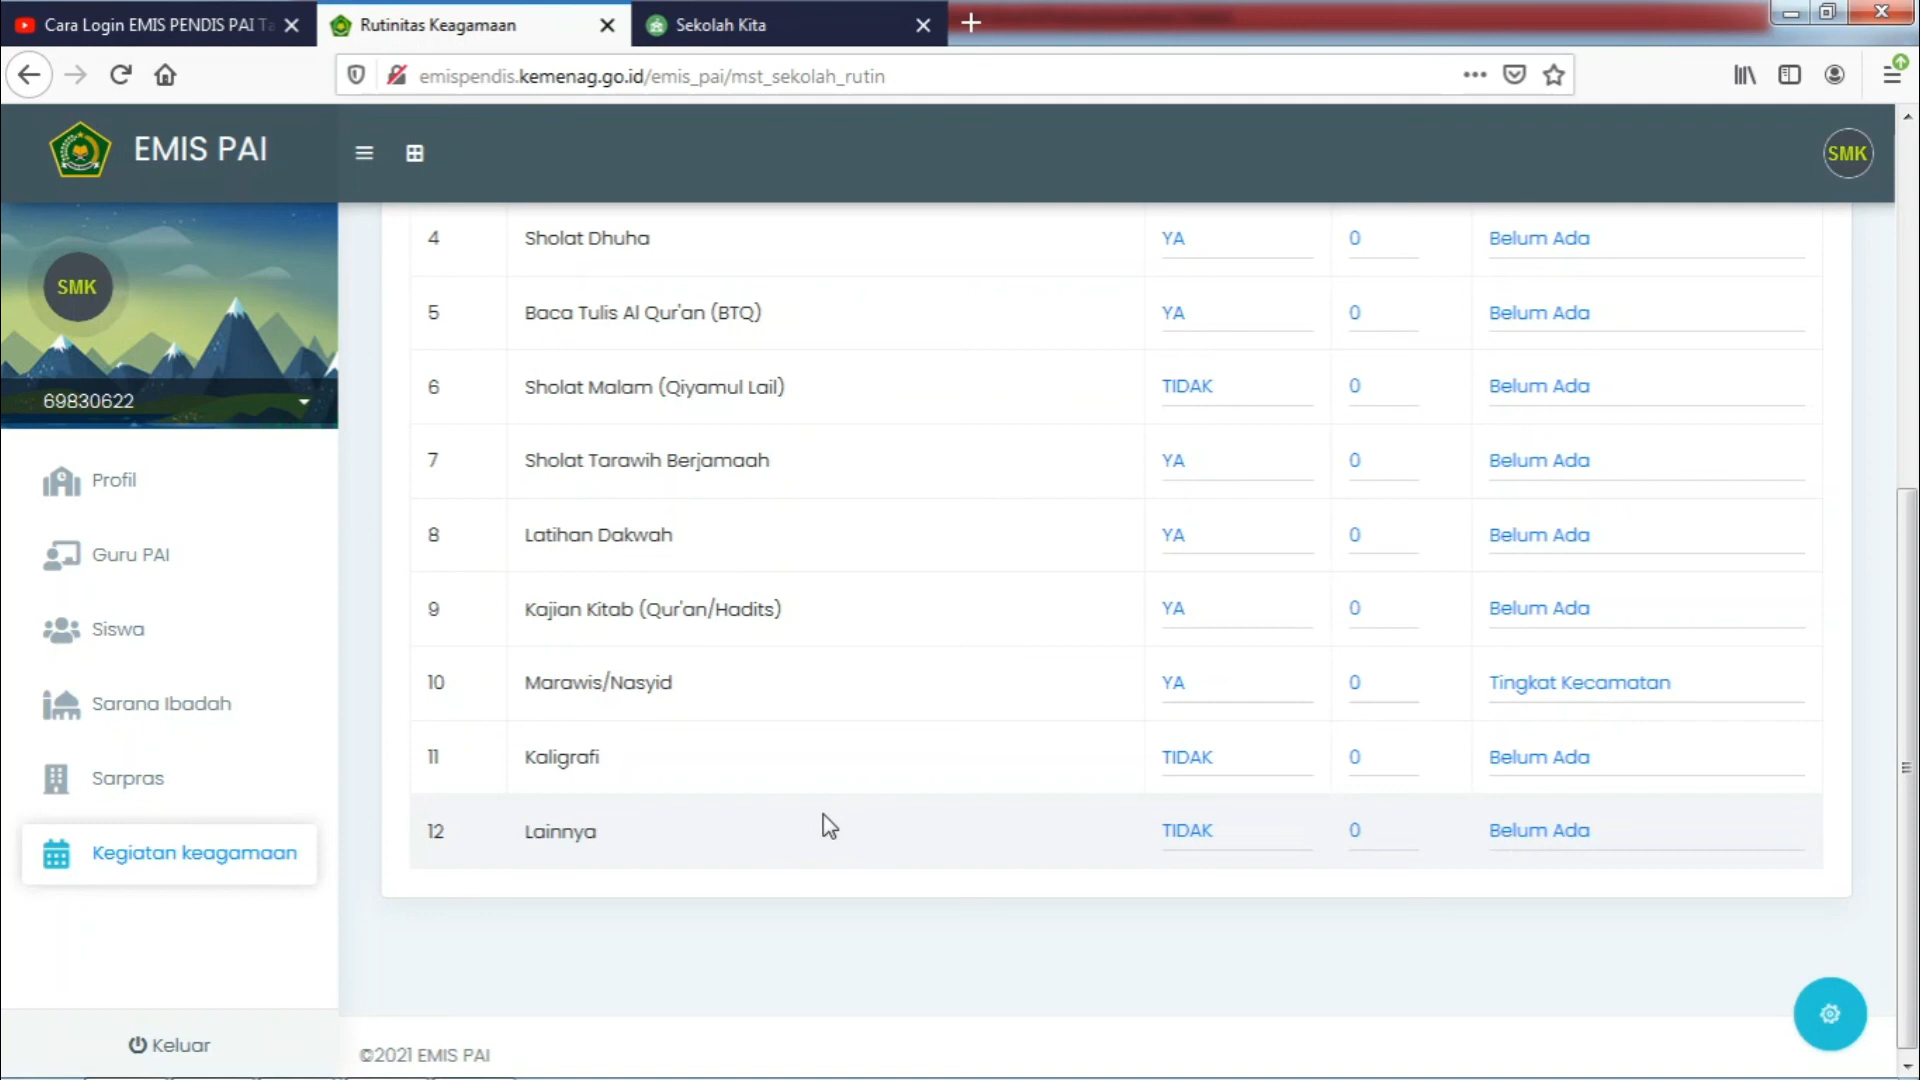 Cara Login EMIS PENDIS PAI Ta
Rutinitas Keagamaan
Sekolah Kita
emispendis.kemenag.go.id/emis_pai/mst_sekolah_rutin
EMIS PAI
SMK
SMK
69830622
Profil
Guru PAI
Siswa
Sarana Ibadah
Sarpras
Kegiatan keagamaan
Keluar
4 Sholat Dhuha YA 0 Belum Ada
5 Baca Tulis Al Qur'an (BTQ) YA 0 Belum Ada
6 Sholat Malam (Qiyamul Lail) TIDAK 0 Belum Ada
7 Sholat Tarawih Berjamaah YA 0 Belum Ada
8 Latihan Dakwah YA 0 Belum Ada
9 Kajian Kitab (Qur'an/Hadits) YA 0 Belum Ada
10 Marawis/Nasyid YA 0 Tingkat Kecamatan
11 Kaligrafi TIDAK 0 Belum Ada
12 Lainnya TIDAK 0 Belum Ada
©2021 EMIS PAI